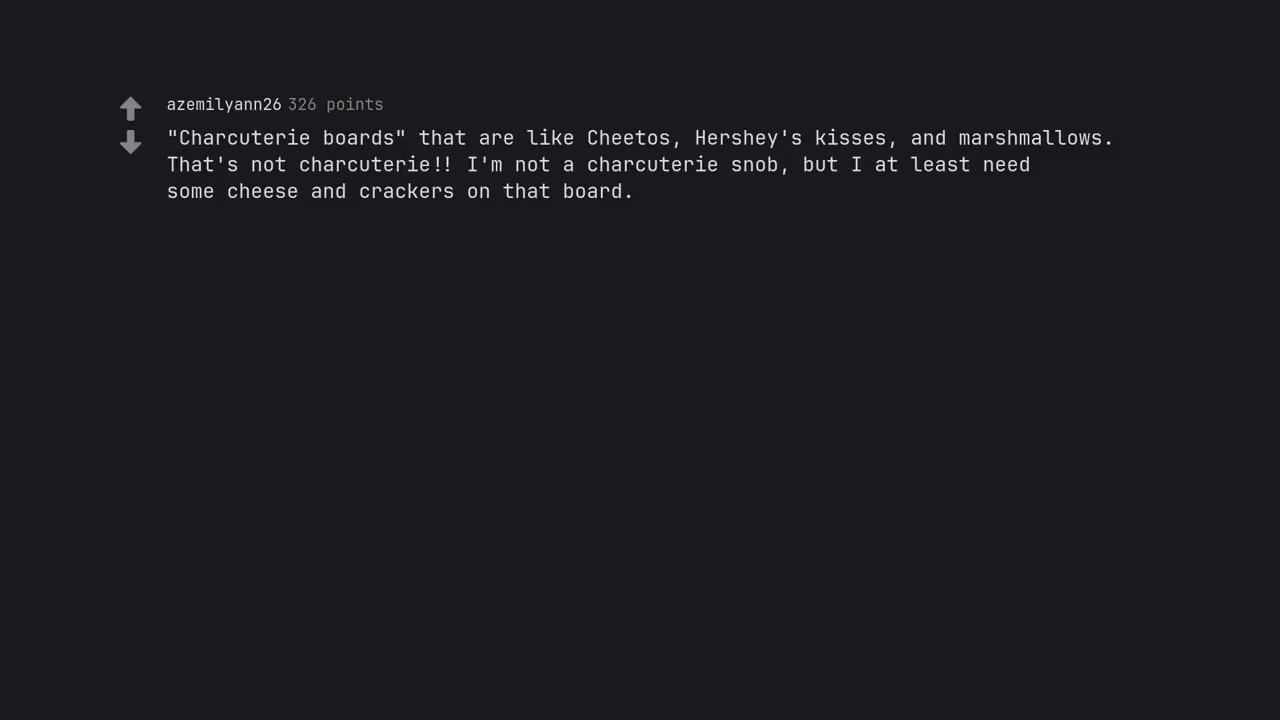 azemilyann26 326 points
"Charcuterie boards" that are like Cheetos, Hershey's kisses, and marshmallows.
That's not charcuterie!! I'm not a charcuterie snob, but I at least need
some cheese and crackers on that board.